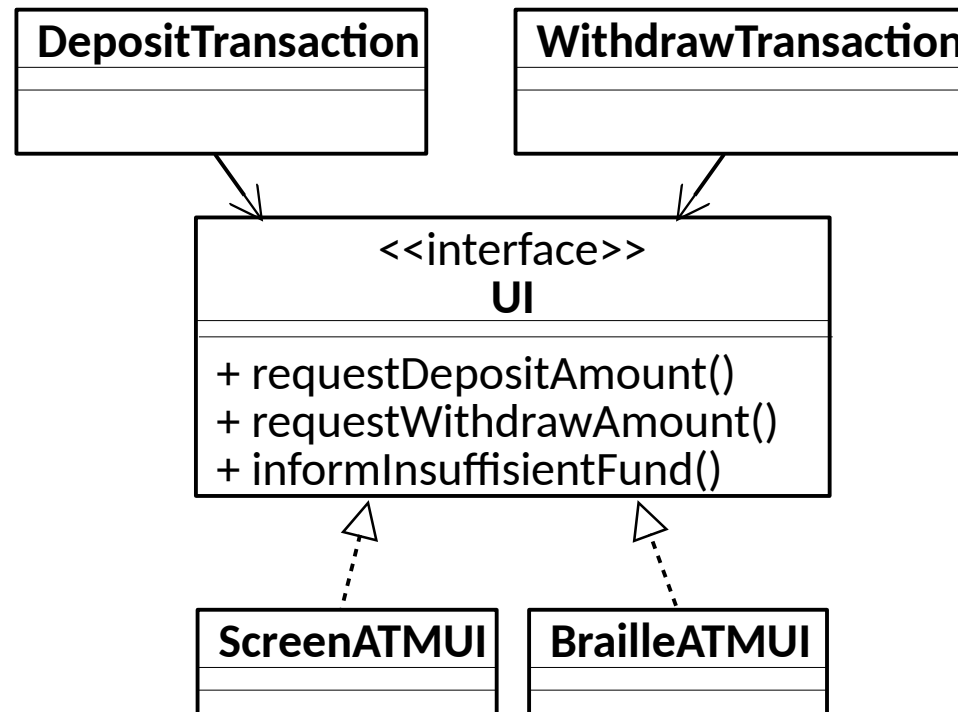 DepositTransaction
WithdrawTransaction
<<interface>>
UI
+ requestDepositAmount()
+ requestWithdrawAmount()
+ informInsuffisientFund()
ScreenATMUI
BrailleATMUI